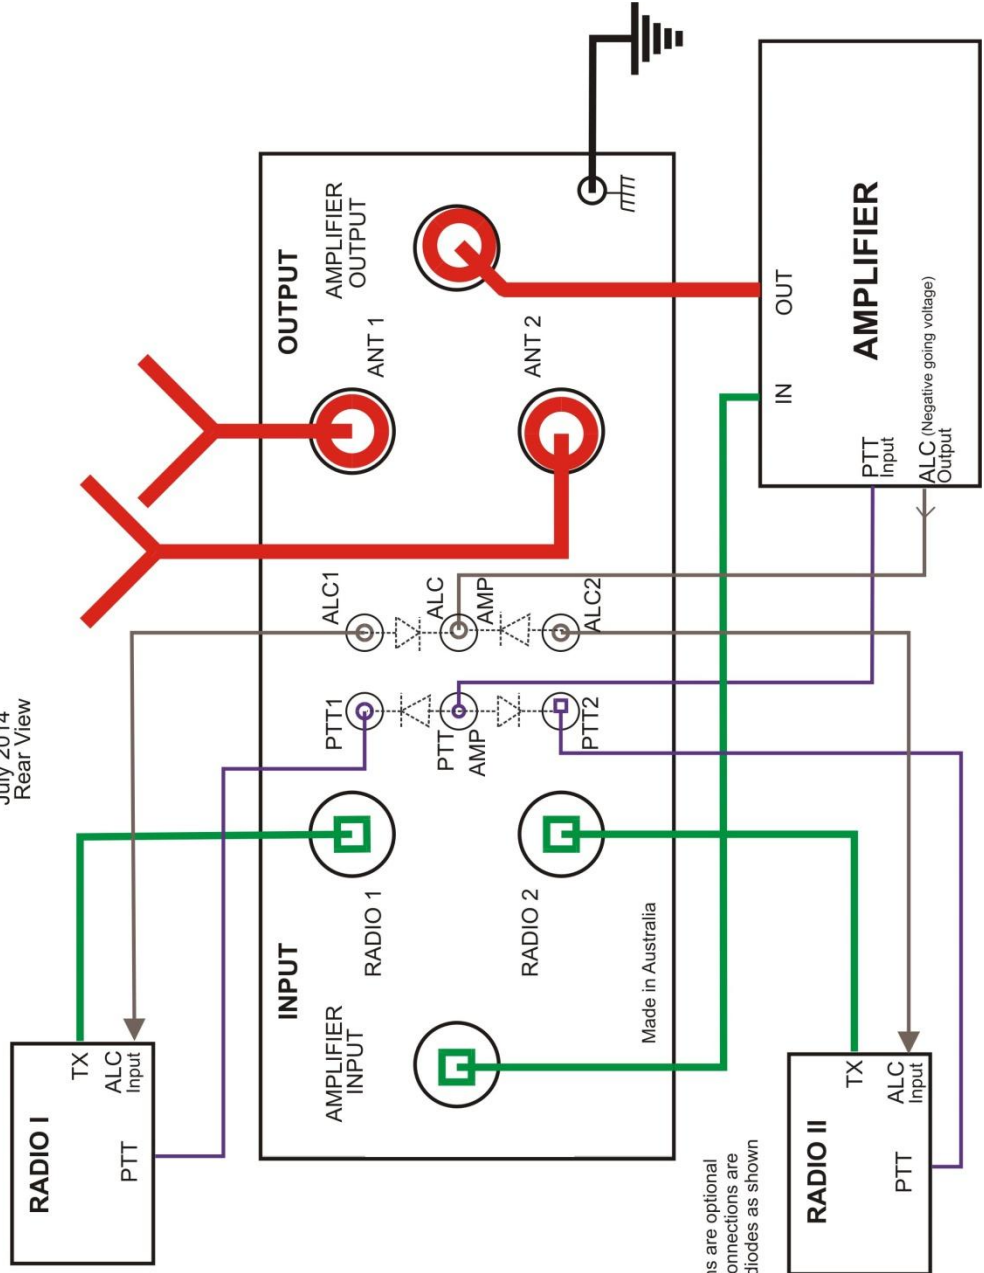 July 2014
Rear View
RADIO I
TX
ALC
Input
PTT
INPUT
AMPLIFIER
INPUT
RADIO 1
RADIO 2
Made in Australia
PTT1
PTT
AMP
PTT2
ALC1
ALC
AMP
ALC2
OUTPUT
AMPLIFIER
OUTPUT
ANT 1
ANT 2
ns are optional
onnections are
diodes as shown
RADIO II
TX
ALC
Input
PTT
AMPLIFIER
IN
OUT
PTT
Input
ALC (Negative going voltage)
Output